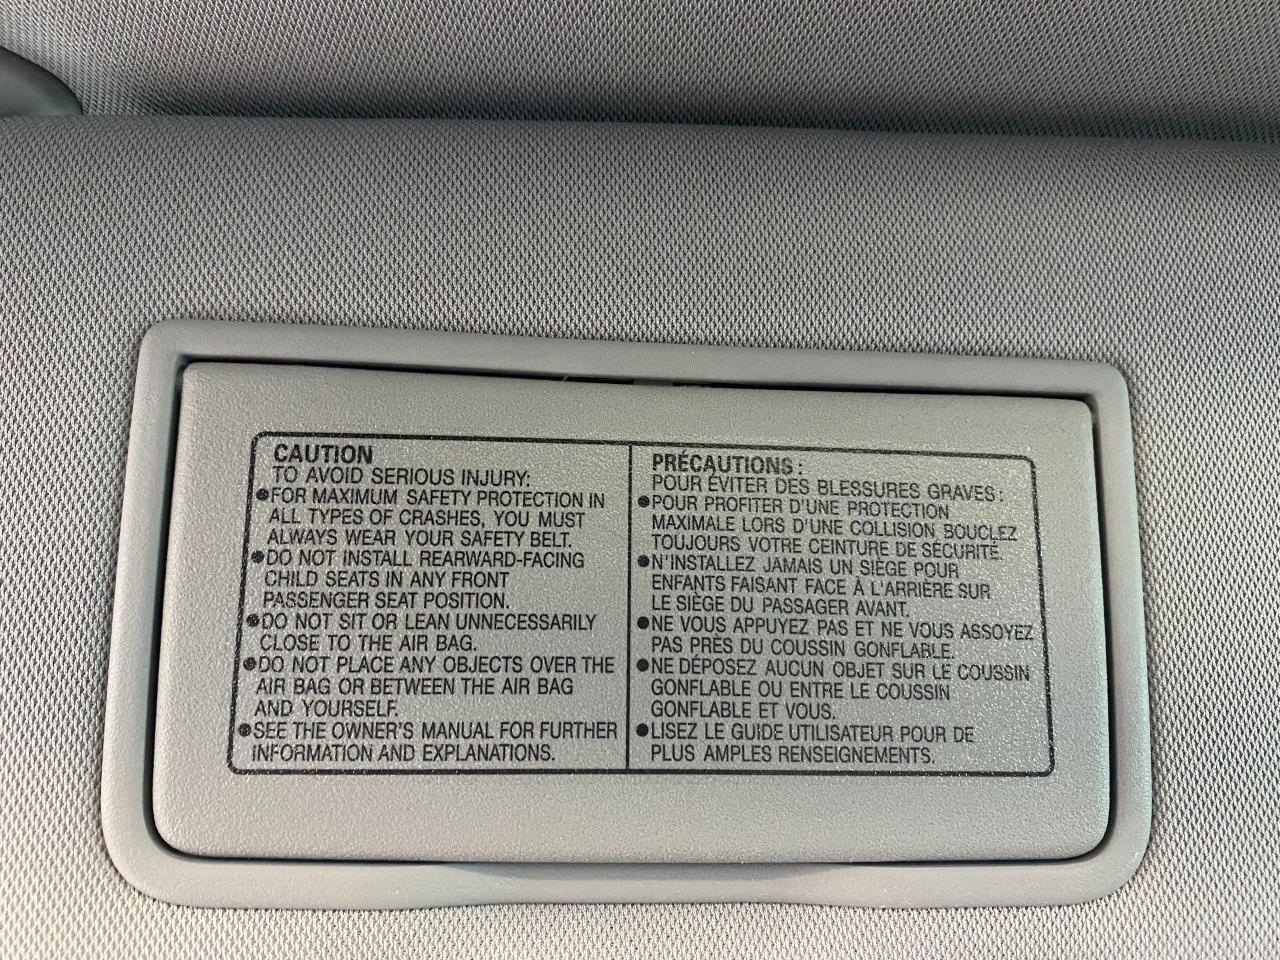 CAUTION
TO AVOID SERIOUS INJURY:
●FOR MAXIMUM SAFETY PROTECTION IN
ALL TYPES OF CRASHES, YOU MUST
ALWAYS WEAR YOUR SAFETY BELT.
●DO NOT INSTALL REARWARD-FACING
CHILD SEATS IN ANY FRONT
PASSENGER SEAT POSITION.
●DO NOT SIT OR LEAN UNNECESSARILY
CLOSE TO THE AIR BAG.
●DO NOT PLACE ANY OBJECTS OVER THE
AIR BAG OR BETWEEN THE AIR BAG
AND YOURSELF.
●SEE THE OWNER'S MANUAL FOR FURTHER
INFORMATION AND EXPLANATIONS.
PRÉCAUTIONS:
POUR ÉVITER DES BLESSURES GRAVES:
●POUR PROFITER D'UNE PROTECTION
MAXIMALE LORS D'UNE COLLISION BOUCLEZ
TOUJOURS VOTRE CEINTURE DE SÉCURITÉ.
●N'INSTALLEZ JAMAIS UN SIÈGE POUR
ENFANTS FAISANT FACE À L'ARRIÈRE SUR
LE SIÈGE DU PASSAGER AVANT.
●NE VOUS APPUYEZ PAS ET NE VOUS ASSOYEZ
PAS PRÈS DU COUSSIN GONFLABLE.
●NE DÉPOSEZ AUCUN OBJET SUR LE COUSSIN
GONFLABLE OU ENTRE LE COUSSIN
GONFLABLE ET VOUS.
●LISEZ LE GUIDE UTILISATEUR POUR DE
PLUS AMPLES RENSEIGNEMENTS.